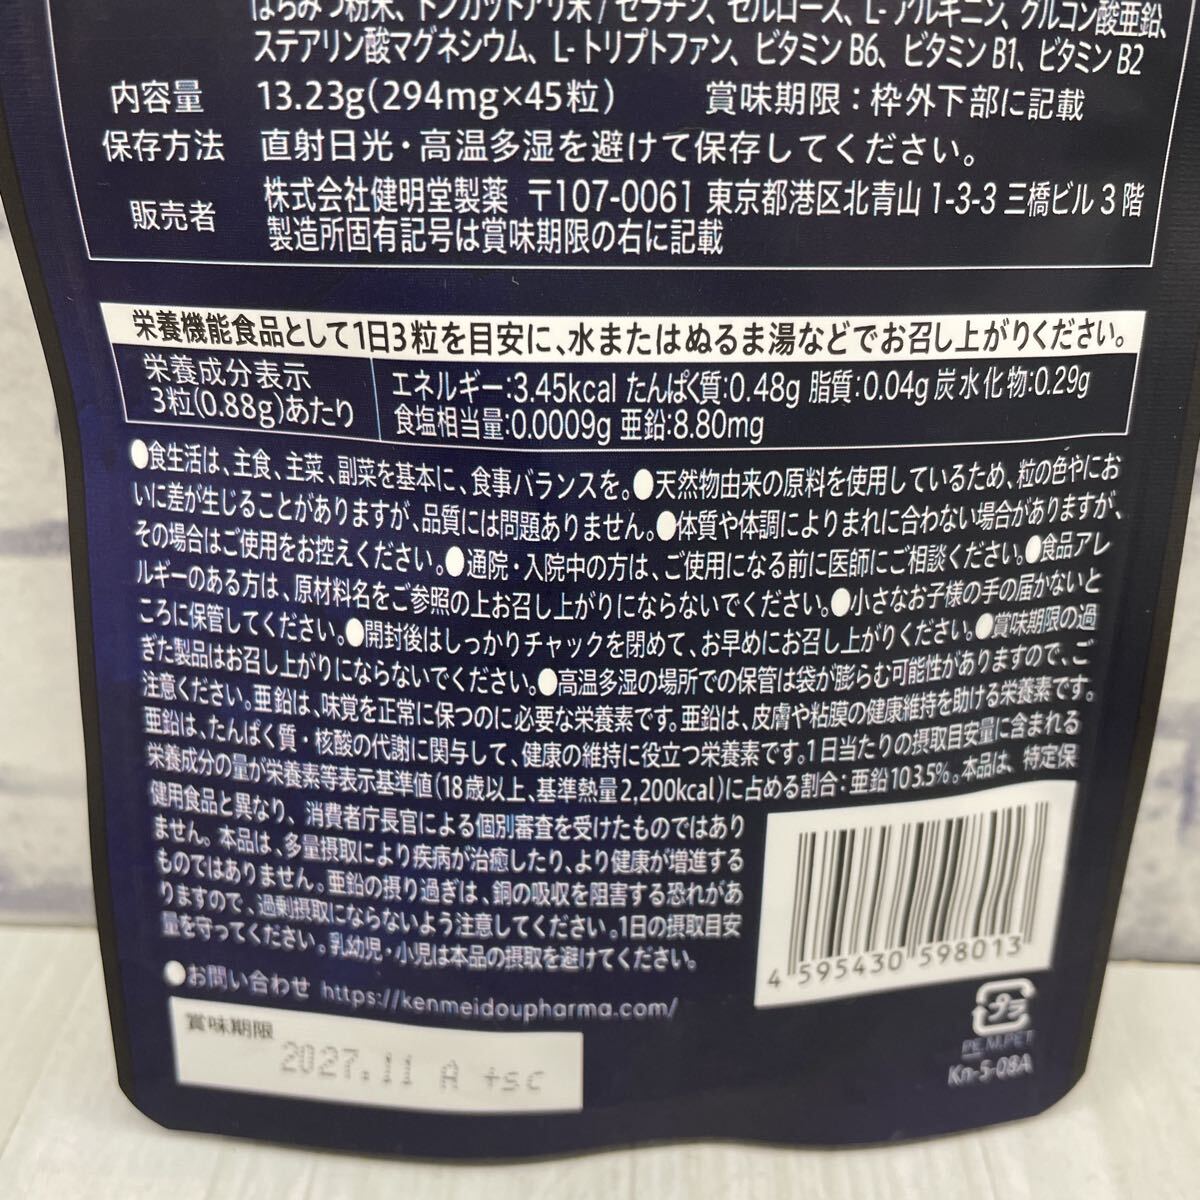 はちみつ粉末、トンカットアリ末/ゼラチン、セルロース、L-アルギニン、グルコン酸亜鉛、
ステアリン酸マグネシウム、L-トリプトファン、ビタミンB6、ビタミンB1、ビタミンB2
内容量 13.23g(294mg×45粒) 賞味期限：枠外下部に記載
保存方法 直射日光・高温多湿を避けて保存してください。
販売者 株式会社健明堂製薬 〒107-0061 東京都港区北青山1-3-3 三橋ビル3階
製造所固有記号は賞味期限の右に記載
栄養機能食品として1日3粒を目安に、水またはぬるま湯などでお召し上がりください。
栄養成分表示
3粒(0.88g)あたり
エネルギー:3.45kcal たんぱく質:0.48g 脂質:0.04g 炭水化物:0.29g
食塩相当量:0.0009g 亜鉛:8.80mg
●食生活は、主食、主菜、副菜を基本に、食事バランスを。●天然物由来の原料を使用しているため、粒の色やにお
いに差が生じることがありますが、品質には問題ありません。●体質や体調によりまれに合わない場合がありますが、
その場合はご使用をお控えください。●通院・入院中の方は、ご使用になる前に医師にご相談ください。●食品アレ
ルギーのある方は、原材料名をご参照の上お召し上がりにならないでください。●小さなお子様の手の届かないと
ころに保管してください。●開封後はしっかりチャックを閉めて、お早めにお召し上がりください。●賞味期限の過
ぎた製品はお召し上がりにならないでください。●高温多湿の場所での保管は袋が膨らむ可能性がありますので、ご
注意ください。亜鉛は、味覚を正常に保つのに必要な栄養素です。亜鉛は、皮膚や粘膜の健康維持を助ける栄養素です。
亜鉛は、たんぱく質・核酸の代謝に関与して、健康の維持に役立つ栄養素です。1日当たりの摂取目安量に含まれる
栄養成分の量が栄養素等表示基準値(18歳以上、基準熱量2,200kcal)に占める割合：亜鉛103.5%。本品は、特定保
健用食品と異なり、消費者庁長官による個別審査を受けたものではあり
ません。本品は、多量摂取により疾病が治癒したり、より健康が増進する
ものではありません。亜鉛の摂り過ぎは、銅の吸収を阻害する恐れがあ
りますので、過剰摂取にならないよう注意してください。1日の摂取目安
量を守ってください。乳幼児・小児は本品の摂取を避けてください。
●お問い合わせ https://kenmeidoupharma.com/
4 595430 598013
プラ
PE,M,PET
Kn-5-08A
賞味期限
2027.11 A +sc